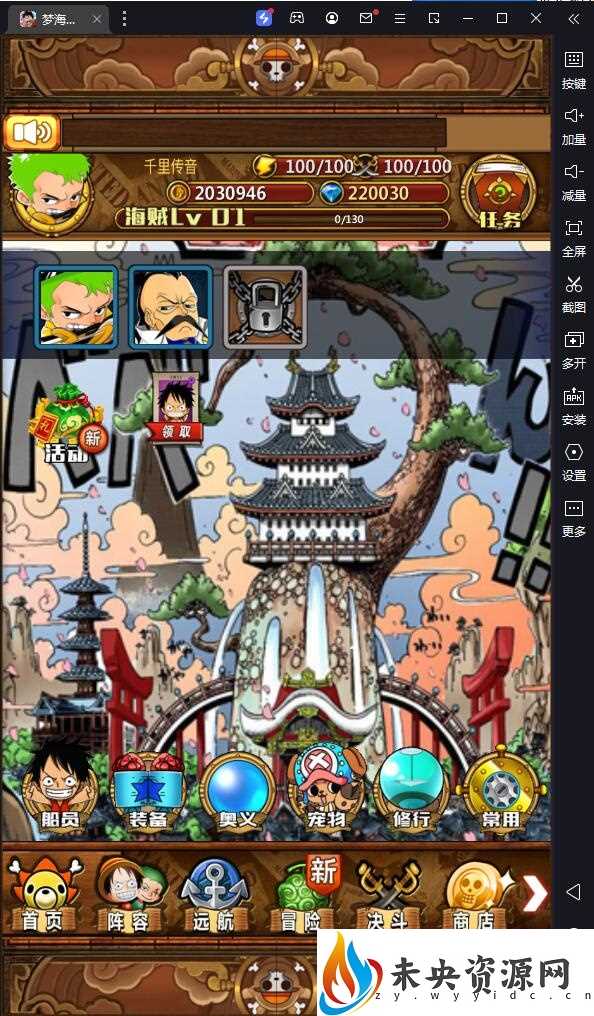 梦海...
按键
加量
减量
全屏
截图
多开
APK
安装
设置
更多
千里传音
100/100
100/100
2030946
220030
海贼Lv 01
0/130
任务
礼
新
活动
领取
船员
装备
奥义
宠物
修行
常用
新
首页
阵容
远航
冒险
决斗
商店
未央资源网
zy.wyyidc.cn